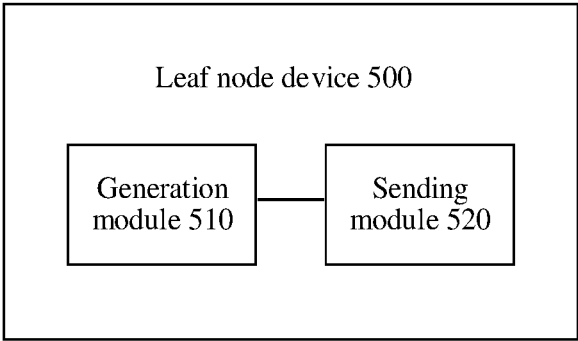 Leaf node device 500
Generation
module 510
Sending
module 520